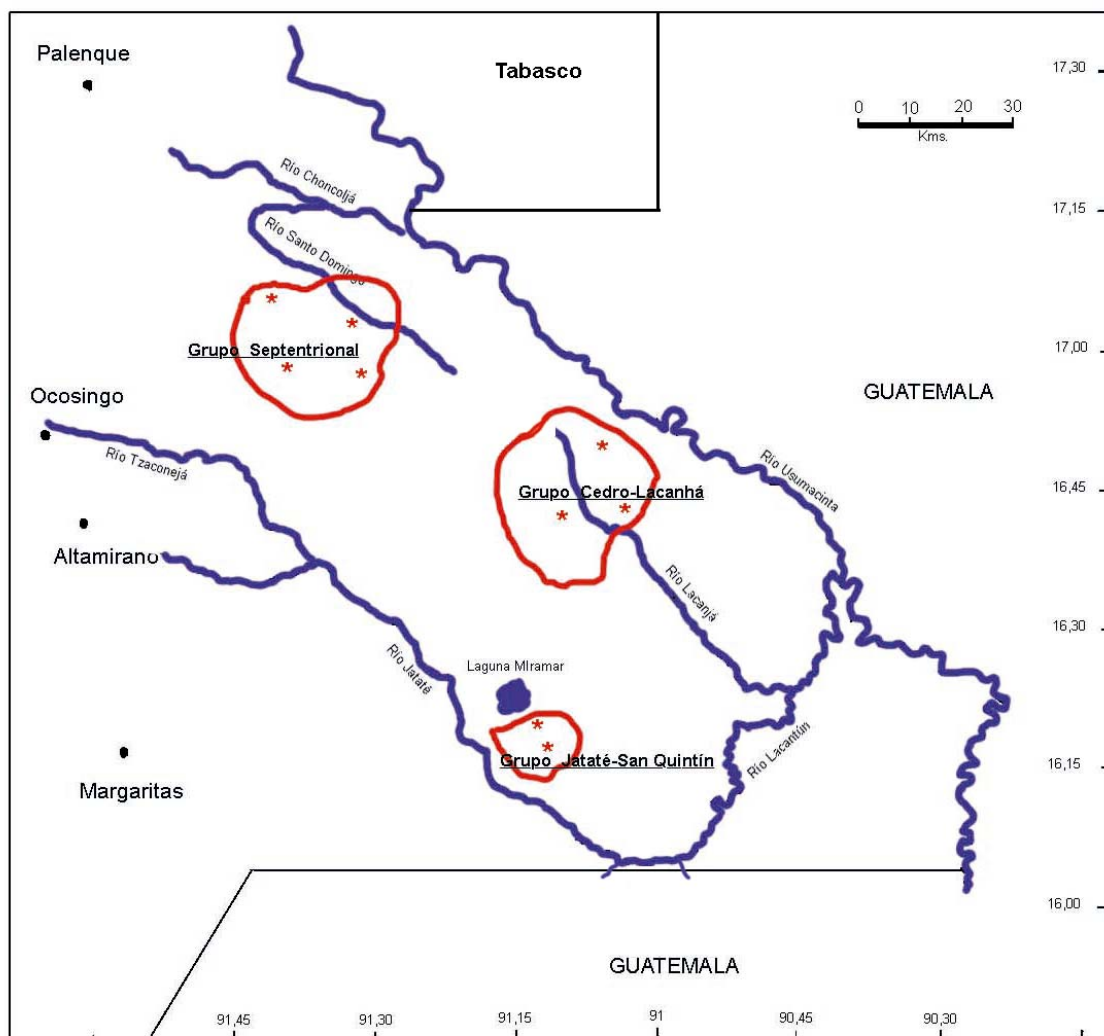 Palenque
Tabasco
17,30
0 10 20 30
Kms.
Río Choncoljá
17,15
Río Santo Domingo
Grupo Septentrional
17,00
Ocosingo
GUATEMALA
Río Tzaconejá
Río Usumacinta
Grupo Cedro-Lacanhá
16,45
Altamirano
Río Lacanjá
16,30
Río Jataté
Laguna MIramar
Grupo Jataté-San Quintín
Río Lacantún
16,15
Margaritas
16,00
GUATEMALA
91,45 91,30 91,15 91 90,45 90,30